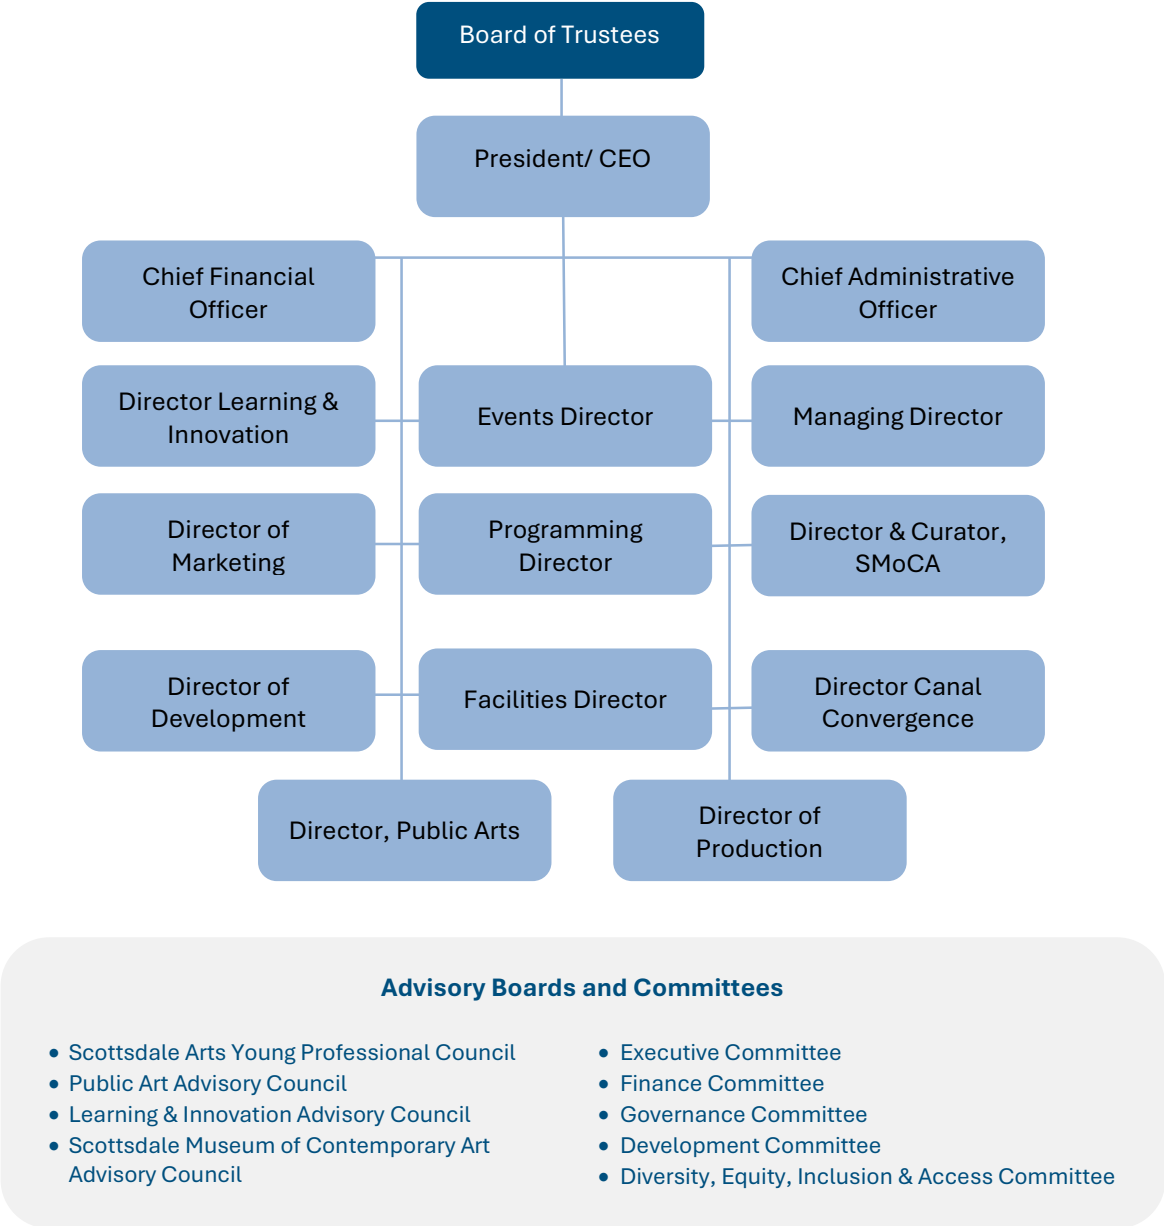 Board of Trustees
President/ CEO
Chief Financial
Officer
Chief Administrative
Officer
Director Learning &
Innovation
Events Director
Managing Director
Director of
Marketing
Programming
Director
Director & Curator,
SMoCA
Director of
Development
Facilities Director
Director Canal
Convergence
Director, Public Arts
Director of
Production
Advisory Boards and Committees
• Scottsdale Arts Young Professional Council
• Public Art Advisory Council
• Learning & Innovation Advisory Council
• Scottsdale Museum of Contemporary Art
Advisory Council
• Executive Committee
• Finance Committee
• Governance Committee
• Development Committee
• Diversity, Equity, Inclusion & Access Committee